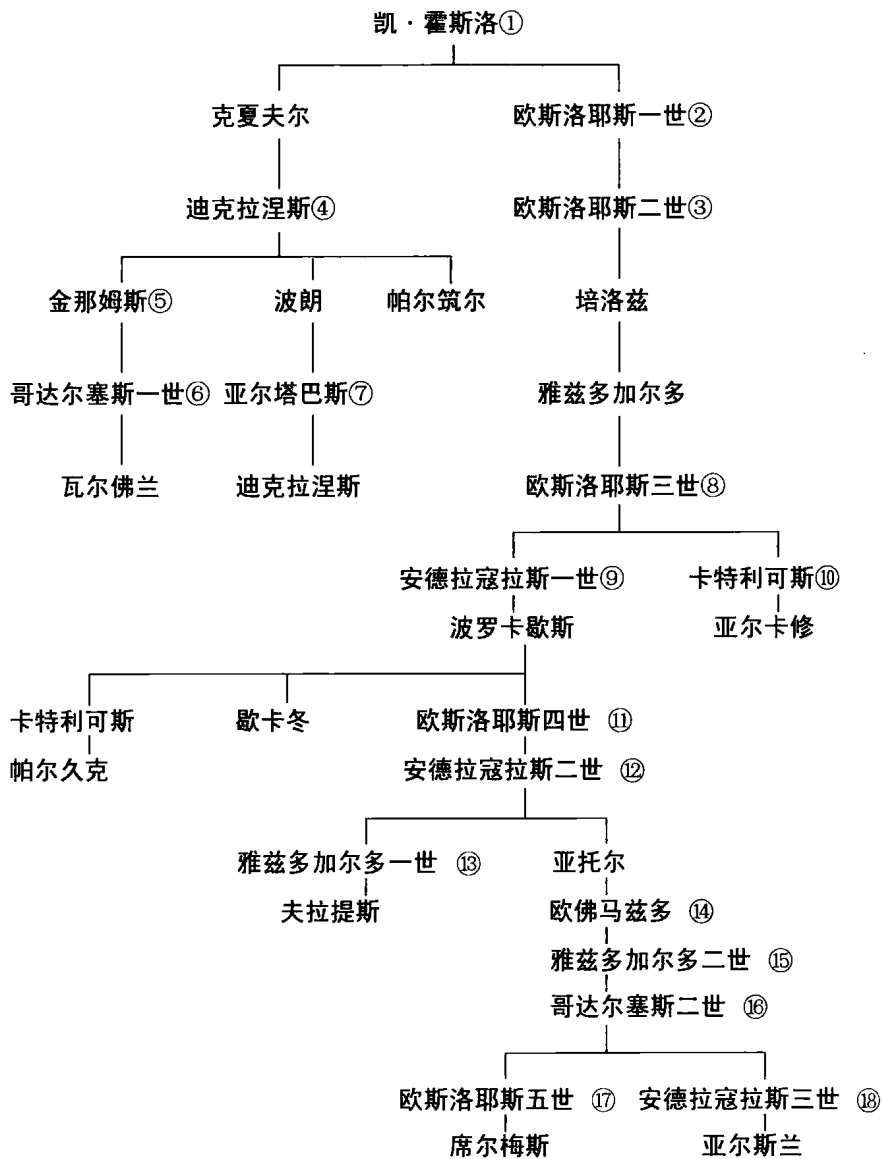 凯·霍斯洛①
克夏夫尔 欧斯洛耶斯一世②
迪克拉涅斯④ 欧斯洛耶斯二世③
金那姆斯⑤ 波朗 帕尔筑尔 培洛兹
哥达尔塞斯一世⑥ 亚尔塔巴斯⑦ 雅兹多加尔多
瓦尔佛兰 迪克拉涅斯 欧斯洛耶斯三世⑧
安德拉寇拉斯一世⑨ 卡特利可斯⑩
波罗卡歇斯 亚尔卡修
卡特利可斯 歇卡冬 欧斯洛耶斯四世 ⑪
帕尔久克 安德拉寇拉斯二世 ⑫
雅兹多加尔多一世 ⑬ 亚托尔
夫拉提斯 欧佛马兹多 ⑭
雅兹多加尔多二世 ⑮
哥达尔塞斯二世 ⑯
欧斯洛耶斯五世 ⑰ 安德拉寇拉斯三世 ⑱
席尔梅斯 亚尔斯兰